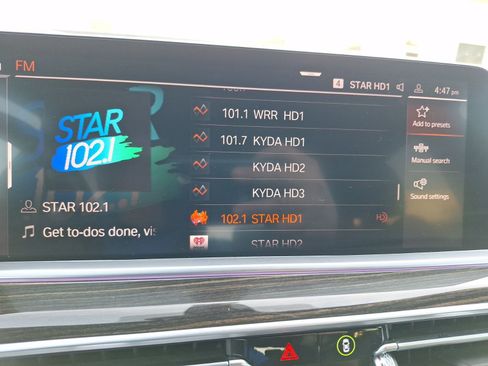 FM
4 STAR HD1
4:47 pm
STAR
102.1
101.1 WRR HD1
101.7 KYDA HD1
KYDA HD2
KYDA HD3
102.1 STAR HD1
STAR HD2
STAR 102.1
Get to-dos done, vis
Add to presets
Manual search
Sound settings